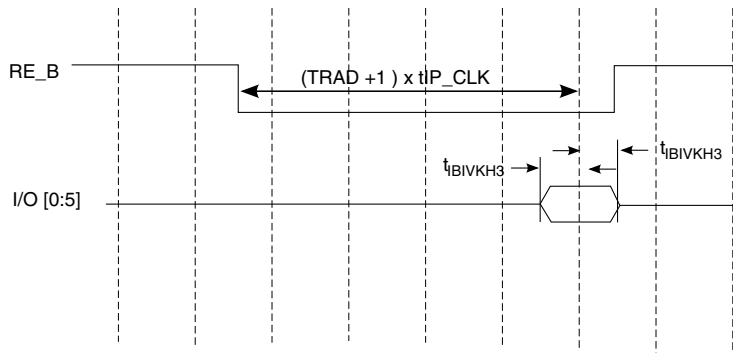 RE_B
(TRAD +1 ) x tIP_CLK
tIBIVKH3
tIBIVKH3
I/O [0:5]